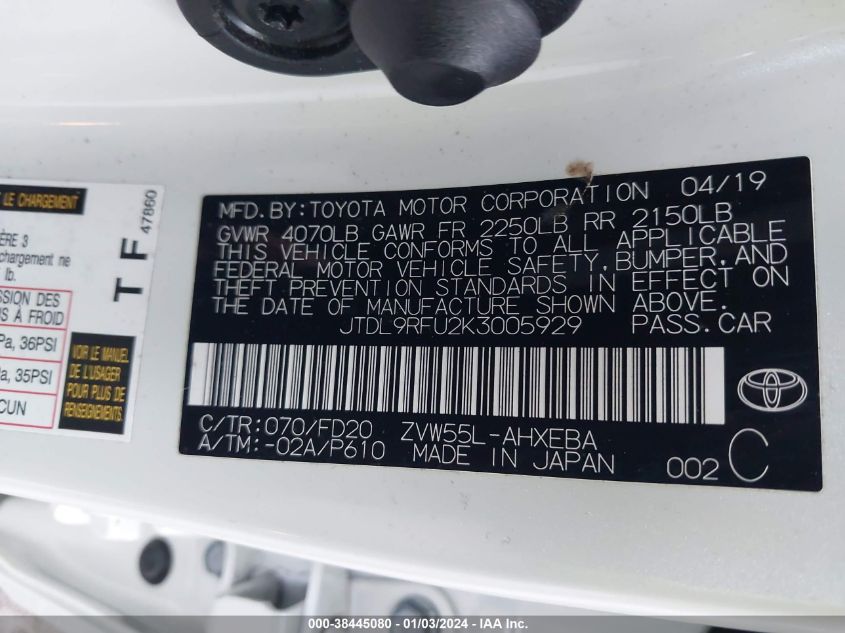 MFD.BY:TOYOTA MOTOR CORPORATION 04/19
GVWR 4070LB GAWR FR 2250LB RR 2150LB
THIS VEHICLE CONFORMS TO ALL APPLICABLE
FEDERAL MOTOR VEHICLE SAFETY,BUMPER,AND
THEFT PREVENTION STANDARDS IN EFFECT ON
THE DATE OF MANUFACTURE SHOWN ABOVE.
JTDL9RFU2K3005929 PASS.CAR
C/TR:070/FD20 ZVW55L-AHXEBA
A/TM:-02A/P610 MADE IN JAPAN 002 C
LE CHARGEMENT
TF 47860
ÈRE 3
chargement ne
lb.
SSION DES
US À FROID
Pa, 36PSI
Pa, 35PSI
CUN
VOIR LE MANUEL
DE L'USAGER
POUR PLUS DE
RENSEIGNEMENTS
000-38445080 - 01/03/2024 - IAA Inc.